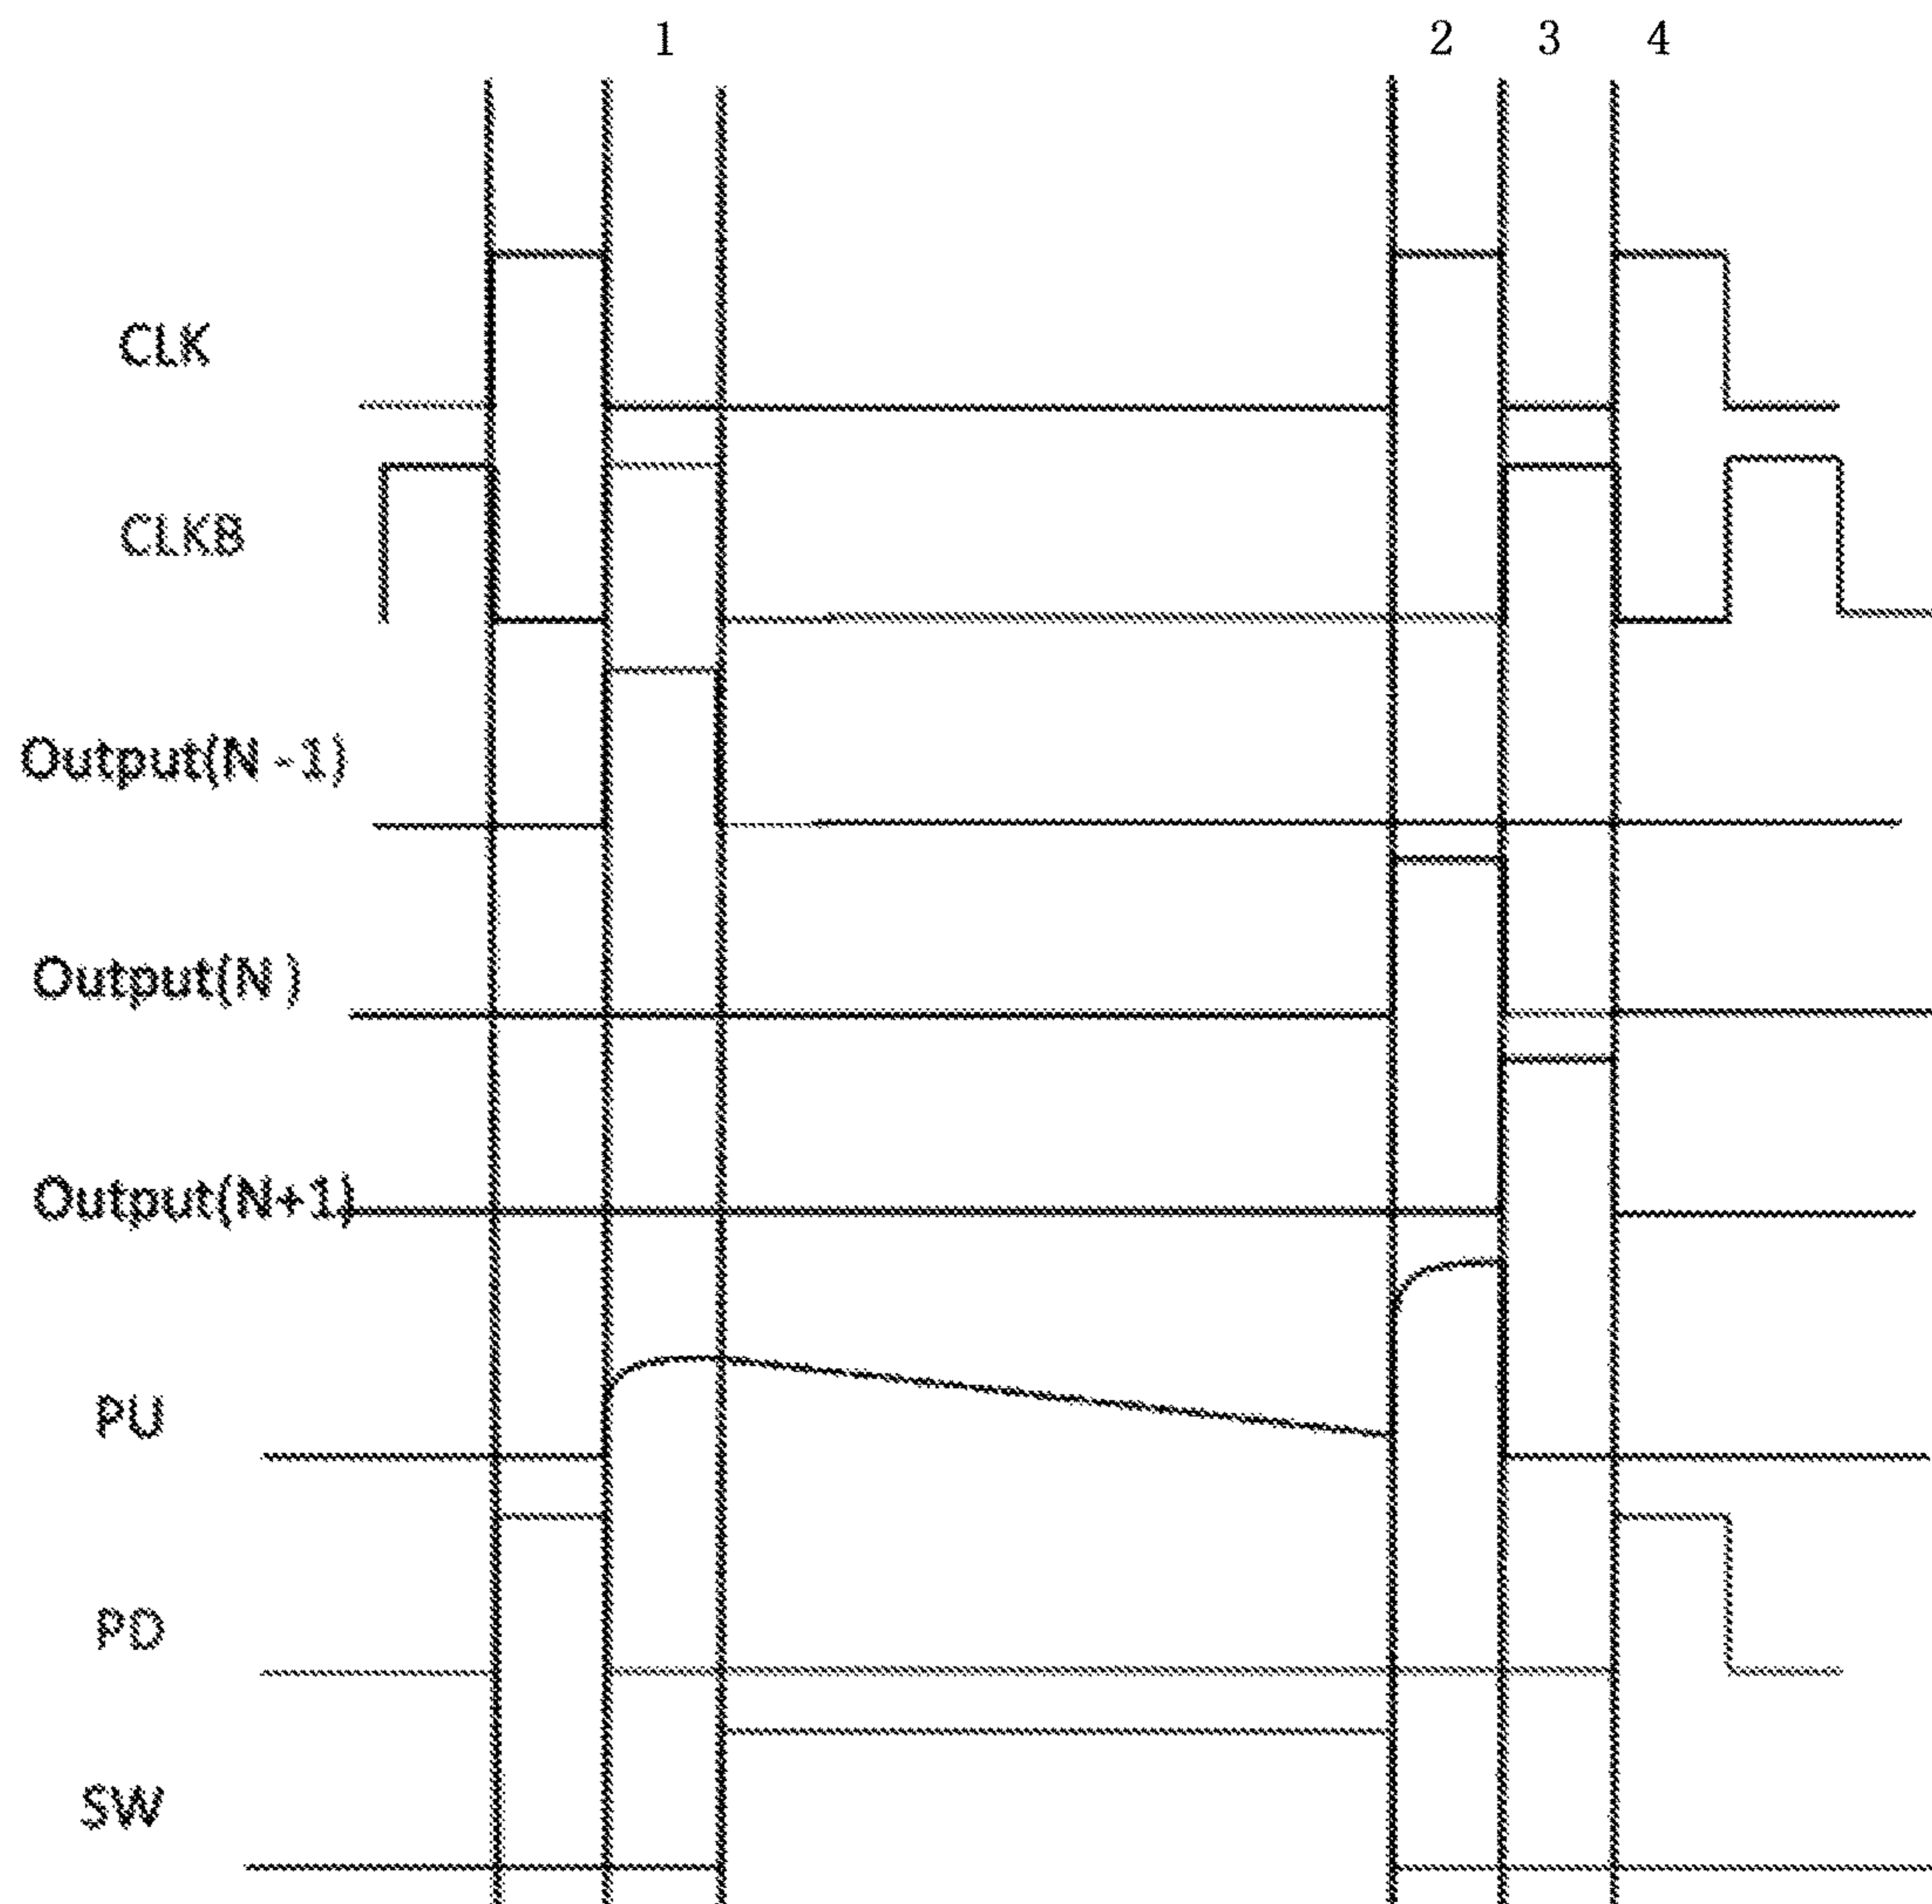 1 2 3 4
CLK
CLKB
Output(N -1)
Output(N )
Output(N+1)
PU
PD
SW